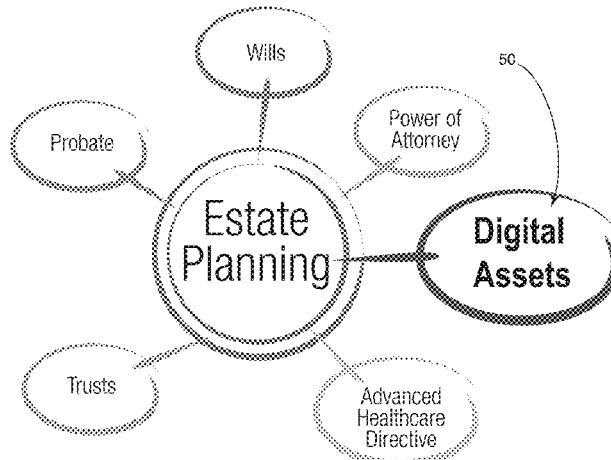 Wills
50
Power of
Attorney
Probate
Estate
Planning
Digital
Assets
Trusts
Advanced
Healthcare
Directive